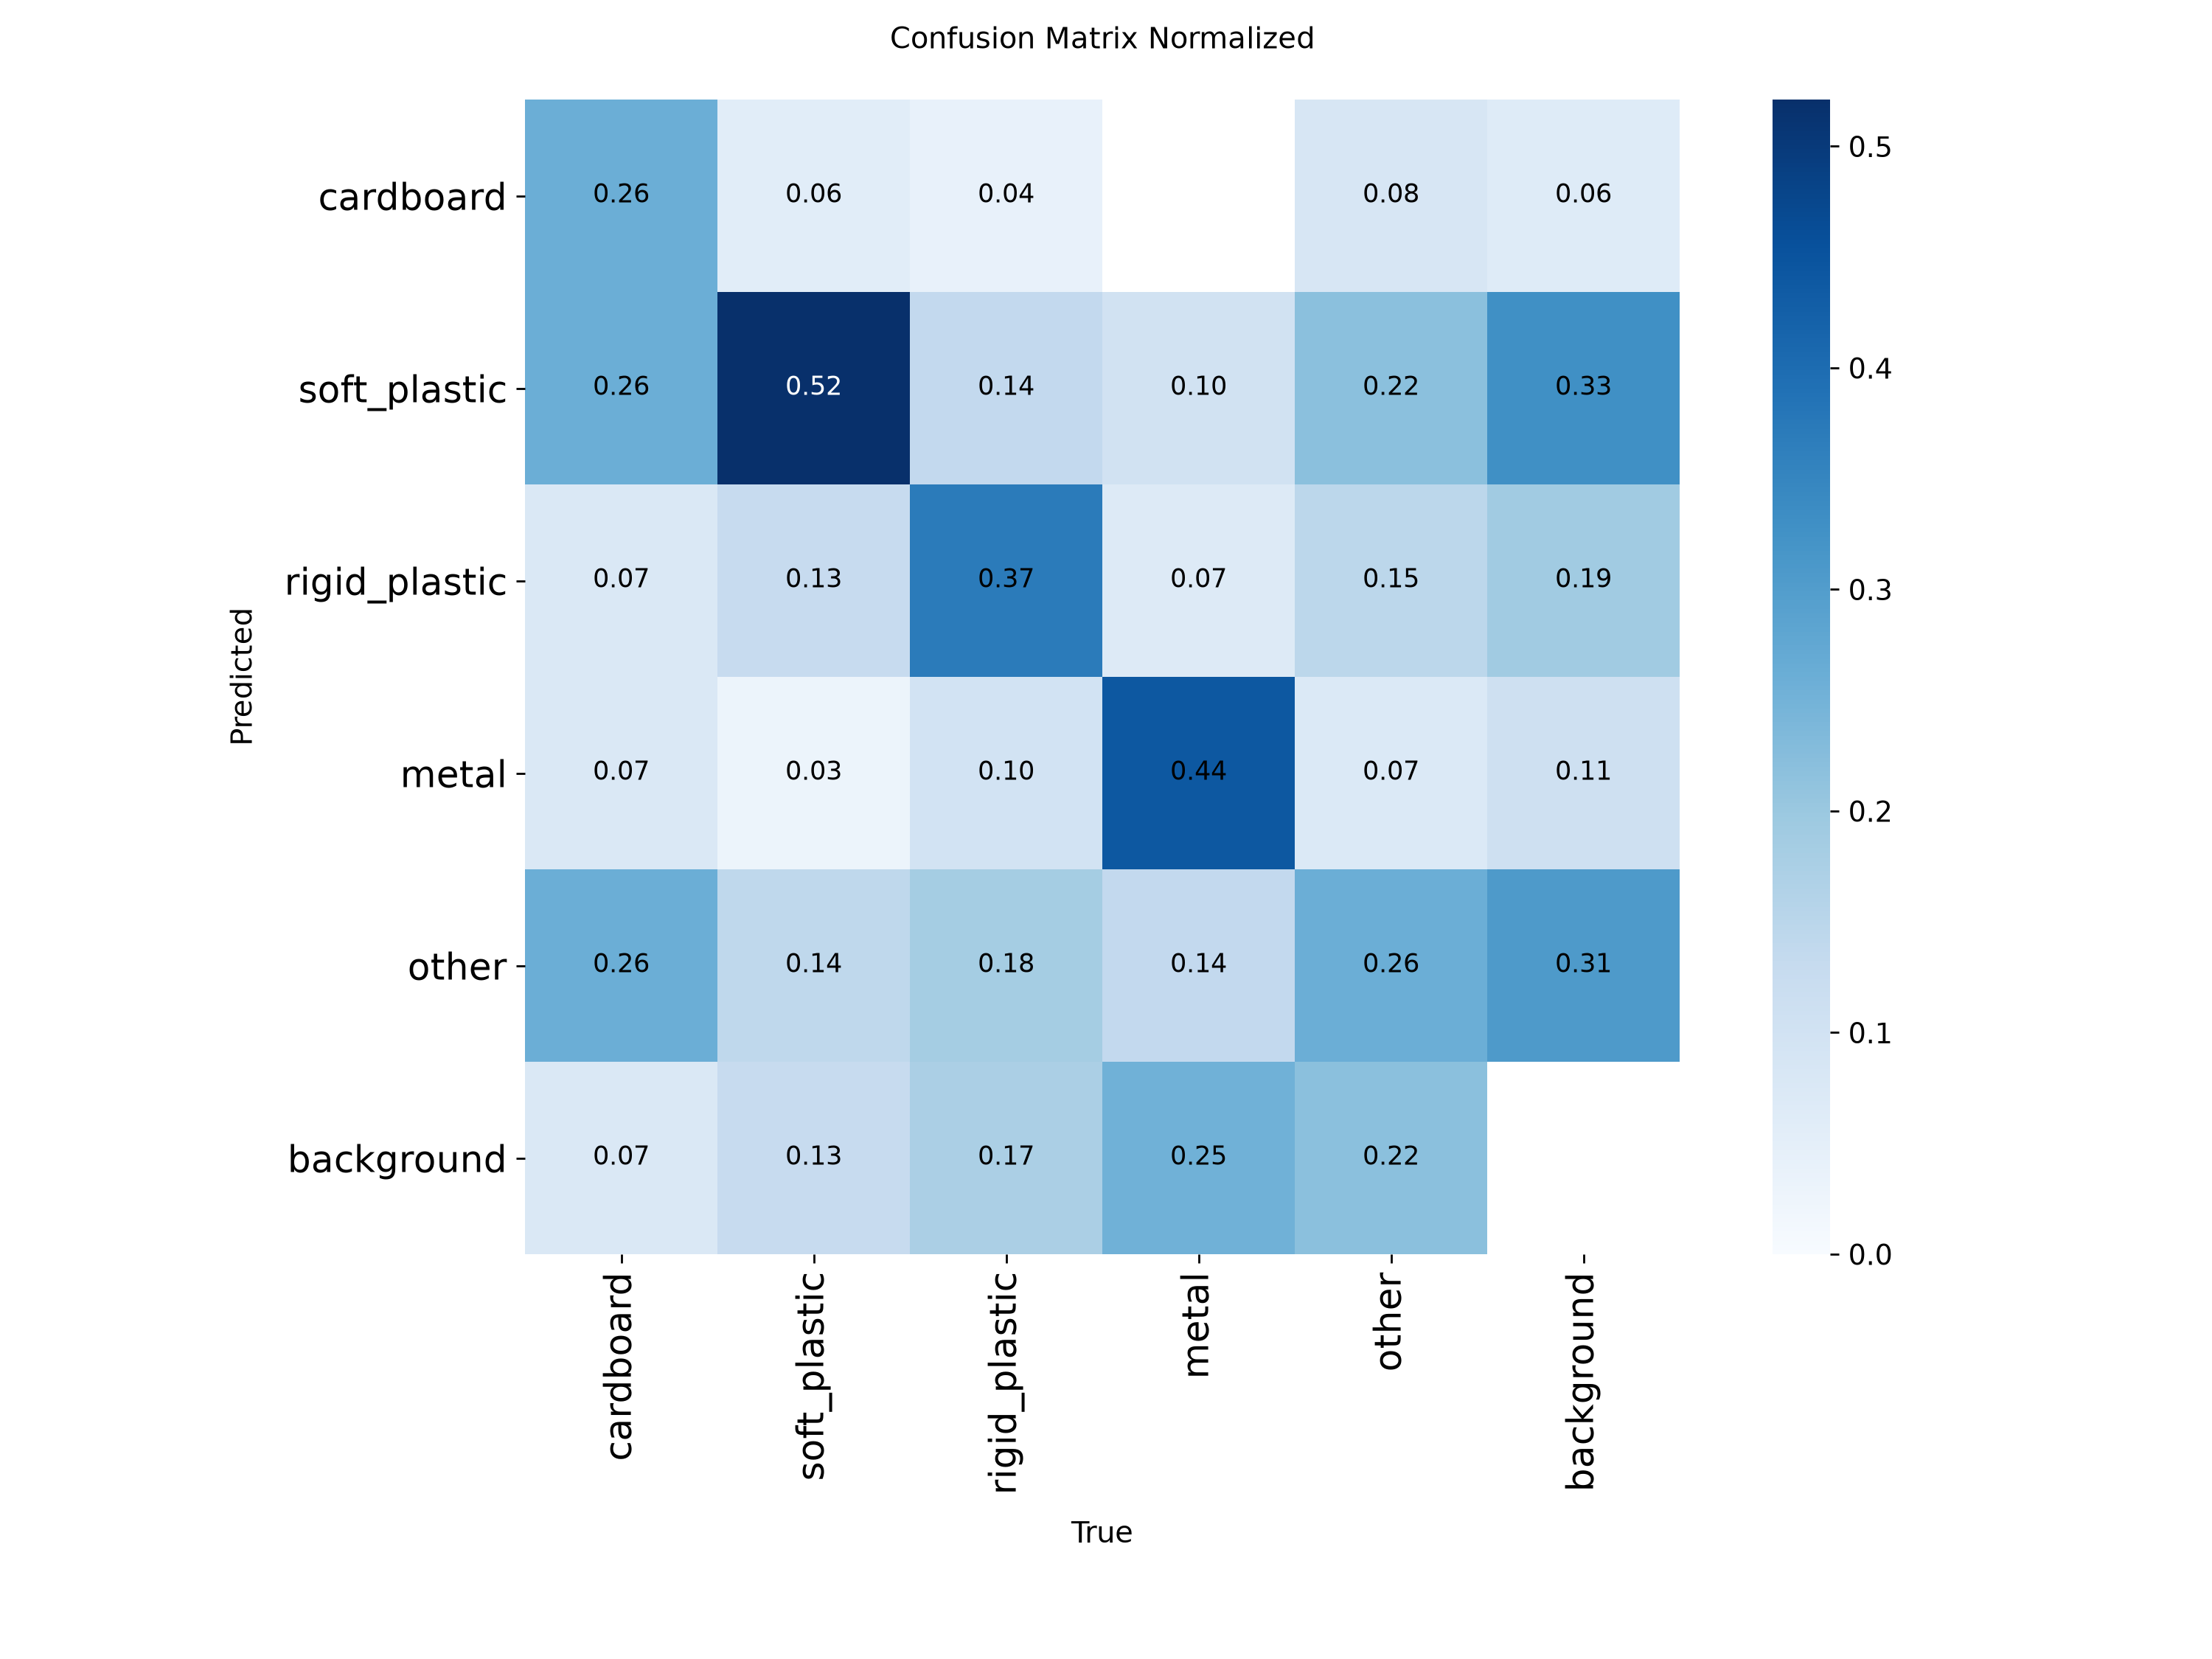 Confusion Matrix Normalized
cardboard 0.26 0.06 0.04 0.08 0.06
soft_plastic 0.26 0.52 0.14 0.10 0.22 0.33
rigid_plastic 0.07 0.13 0.37 0.07 0.15 0.19
metal 0.07 0.03 0.10 0.44 0.07 0.11
other 0.26 0.14 0.18 0.14 0.26 0.31
background 0.07 0.13 0.17 0.25 0.22
Predicted
cardboard
soft_plastic
rigid_plastic
metal
other
background
True
0.5
0.4
0.3
0.2
0.1
0.0